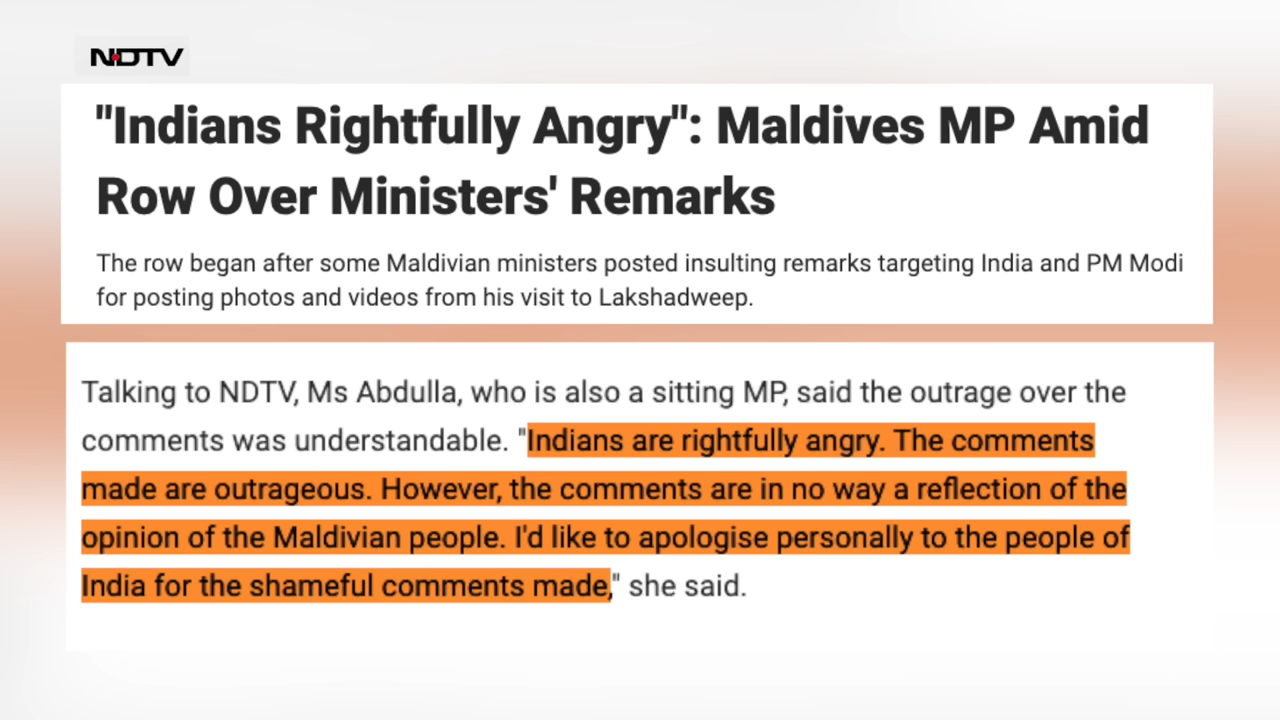 NDTV
"Indians Rightfully Angry": Maldives MP Amid
Row Over Ministers' Remarks
The row began after some Maldivian ministers posted insulting remarks targeting India and PM Modi
for posting photos and videos from his visit to Lakshadweep.
Talking to NDTV, Ms Abdulla, who is also a sitting MP, said the outrage over the
comments was understandable. "Indians are rightfully angry. The comments
made are outrageous. However, the comments are in no way a reflection of the
opinion of the Maldivian people. I'd like to apologise personally to the people of
India for the shameful comments made," she said.